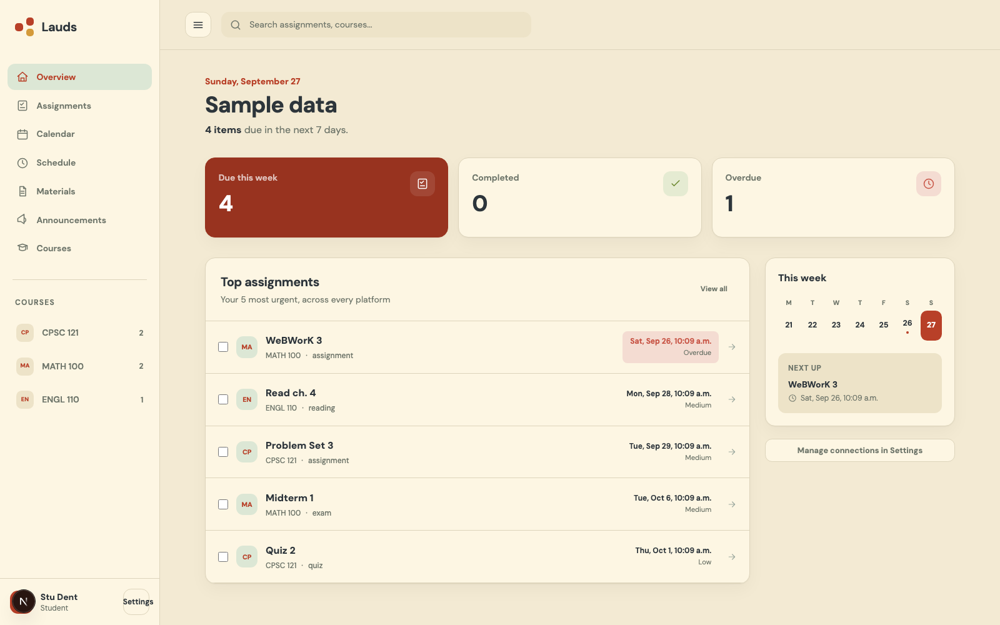 Lauds
Overview
Assignments
Calendar
Schedule
Materials
Announcements
Courses
COURSES
CP CPSC 121 2
MA MATH 100 2
EN ENGL 110 1
N Stu Dent
Student
Settings
Search assignments, courses...
Sunday, September 27
Sample data
4 items due in the next 7 days.
Due this week
4
Completed
0
Overdue
1
Top assignments
Your 5 most urgent, across every platform
View all
MA WeBWorK 3
MATH 100 · assignment
Sat, Sep 26, 10:09 a.m.
Overdue
EN Read ch. 4
ENGL 110 · reading
Mon, Sep 28, 10:09 a.m.
Medium
CP Problem Set 3
CPSC 121 · assignment
Tue, Sep 29, 10:09 a.m.
Medium
MA Midterm 1
MATH 100 · exam
Tue, Oct 6, 10:09 a.m.
Medium
CP Quiz 2
CPSC 121 · quiz
Thu, Oct 1, 10:09 a.m.
Low
This week
M T W T F S S
21 22 23 24 25 26 27
NEXT UP
WeBWorK 3
Sat, Sep 26, 10:09 a.m.
Manage connections in Settings